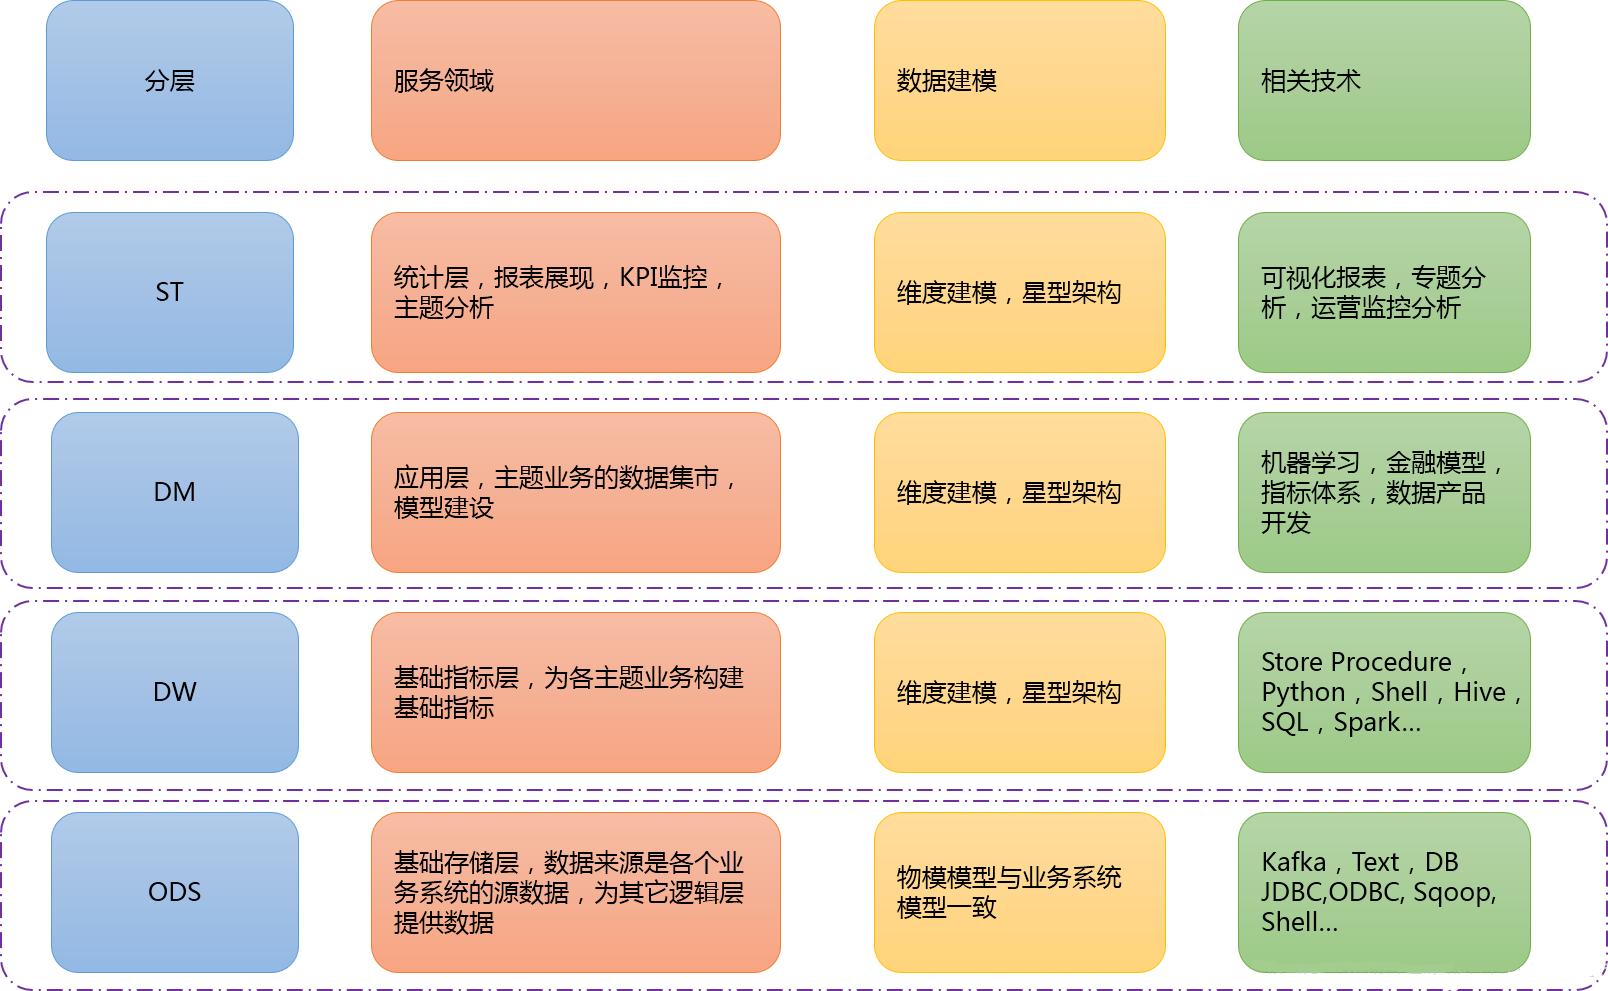 分层
服务领域
数据建模
相关技术
ST
统计层，报表展现，KPI监控，
主题分析
维度建模，星型架构
可视化报表，专题分
析，运营监控分析
DM
应用层，主题业务的数据集市，
模型建设
维度建模，星型架构
机器学习，金融模型，
指标体系，数据产品
开发
DW
基础指标层，为各主题业务构建
基础指标
维度建模，星型架构
Store Procedure，
Python，Shell，Hive，
SQL，Spark...
ODS
基础存储层，数据来源是各个业
务系统的源数据，为其它逻辑层
提供数据
物模模型与业务系统
模型一致
Kafka，Text，DB
JDBC,ODBC, Sqoop,
Shell...